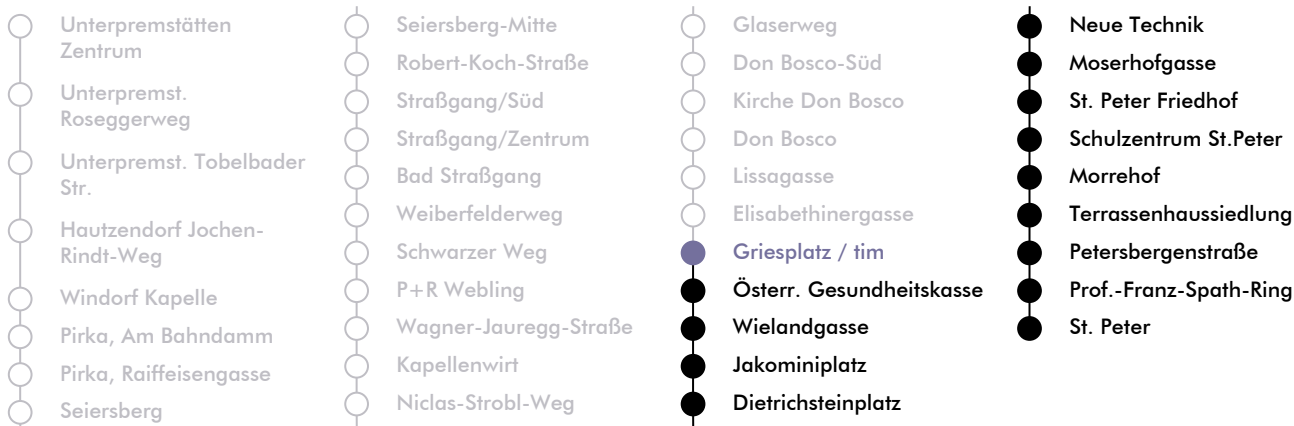 Unterpremstätten
Zentrum
Unterpremst.
Roseggerweg
Unterpremst. Tobelbader
Str.
Hautzendorf Jochen-
Rindt-Weg
Windorf Kapelle
Pirka, Am Bahndamm
Pirka, Raiffeisengasse
Seiersberg
Seiersberg-Mitte
Robert-Koch-Straße
Straßgang/Süd
Straßgang/Zentrum
Bad Straßgang
Weiberfelderweg
Schwarzer Weg
P+R Webling
Wagner-Jauregg-Straße
Kapellenwirt
Niclas-Strobl-Weg
Glaserweg
Don Bosco-Süd
Kirche Don Bosco
Don Bosco
Lissagasse
Elisabethinergasse
Griesplatz / tim
Österr. Gesundheitskasse
Wielandgasse
Jakominiplatz
Dietrichsteinplatz
Neue Technik
Moserhofgasse
St. Peter Friedhof
Schulzentrum St.Peter
Morrehof
Terrassenhaussiedlung
Petersbergenstraße
Prof.-Franz-Spath-Ring
St. Peter